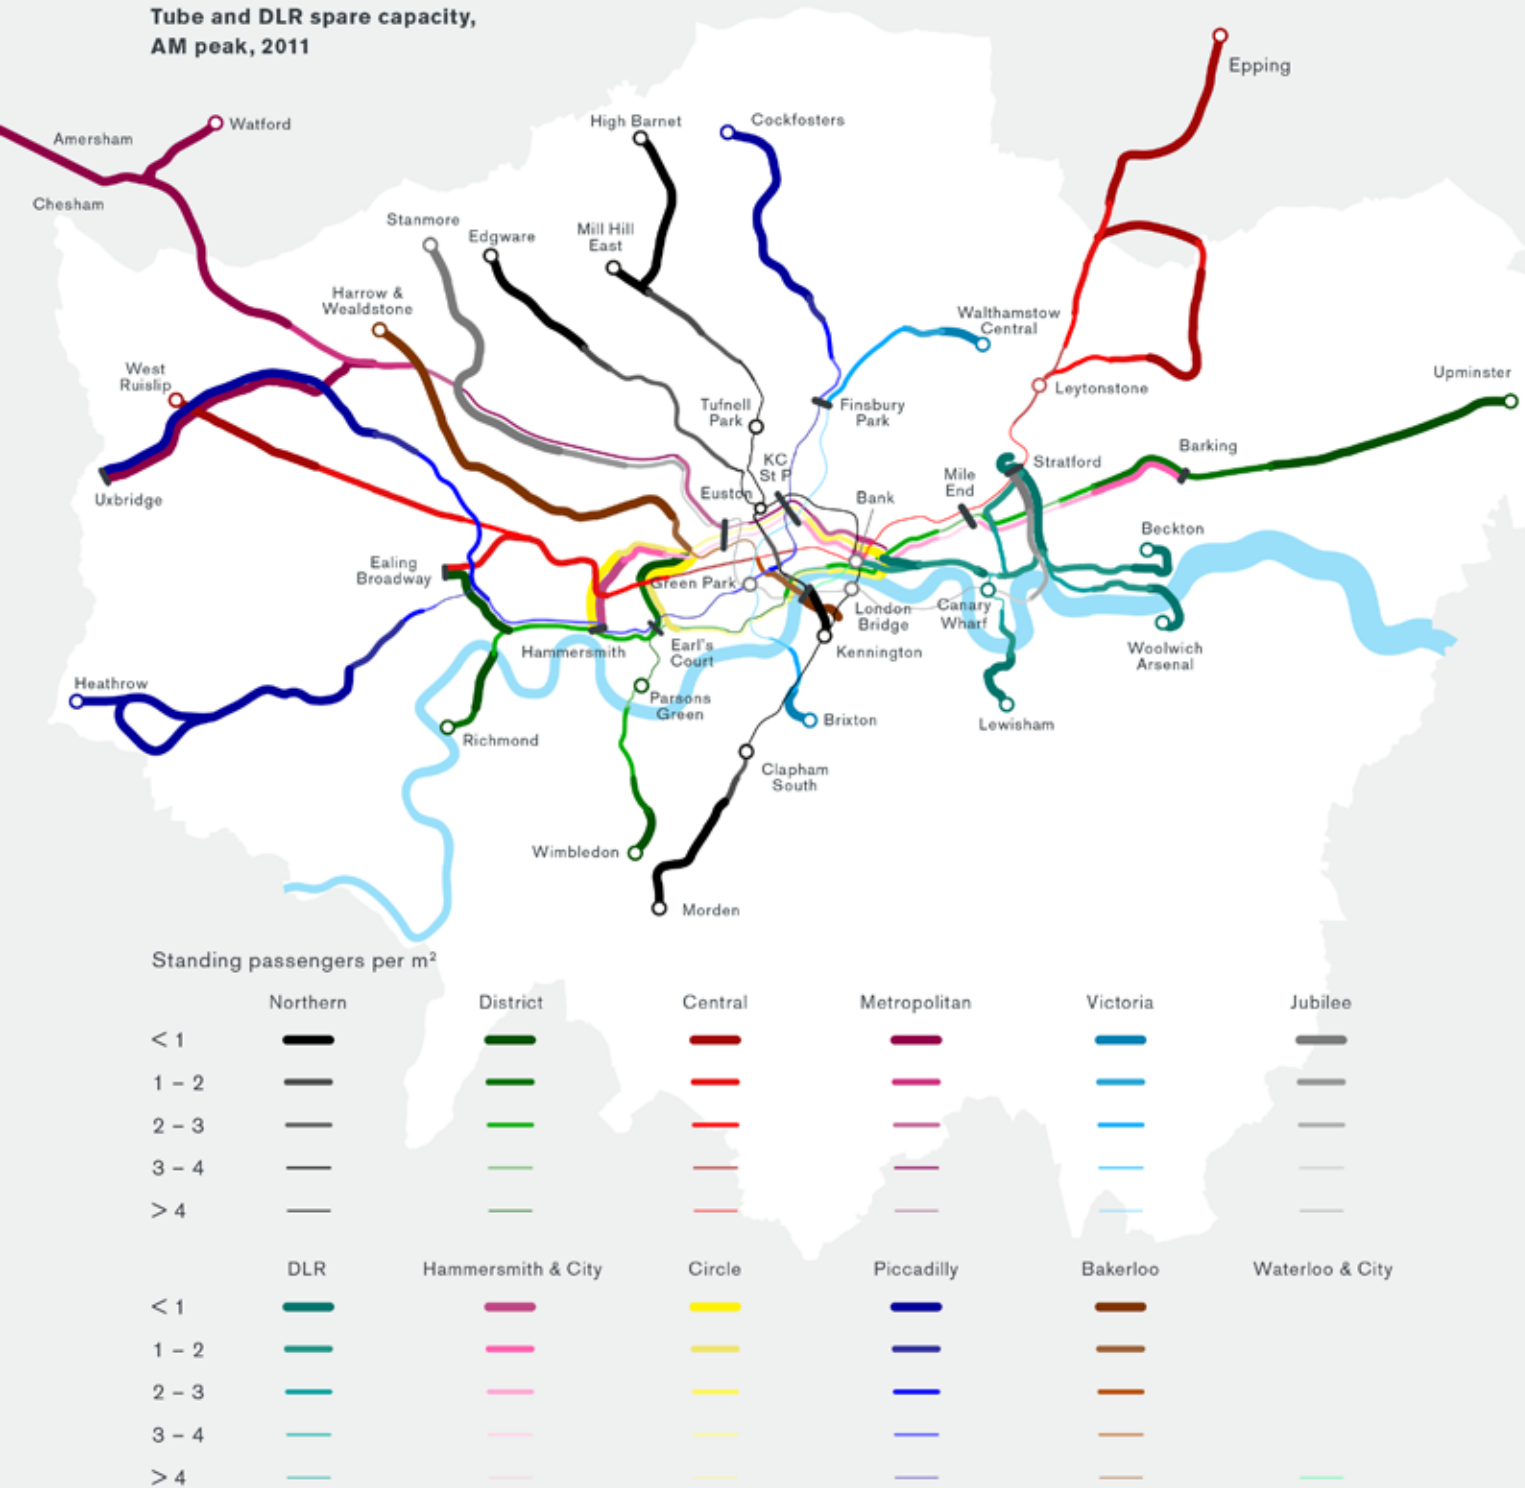 Tube and DLR spare capacity,
AM peak, 2011
Epping
Amersham
Watford
High Barnet
Cockfosters
Chesham
Stanmore
Edgware
Mill Hill
East
Harrow &
Wealdstone
Walthamstow
Central
West
Ruislip
Leytonstone
Upminster
Tufnell
Park
Finsbury
Park
Uxbridge
KC
St P
Euston
Bank
Mile
End
Stratford
Barking
Beckton
Ealing
Broadway
Green Park
London
Bridge
Canary
Wharf
Hammersmith
Earl's
Court
Kennington
Woolwich
Arsenal
Heathrow
Parsons
Green
Brixton
Lewisham
Richmond
Clapham
South
Wimbledon
Morden
Standing passengers per m²
Northern District Central Metropolitan Victoria Jubilee
< 1
1 – 2
2 – 3
3 – 4
> 4
DLR Hammersmith & City Circle Piccadilly Bakerloo Waterloo & City
< 1
1 – 2
2 – 3
3 – 4
> 4